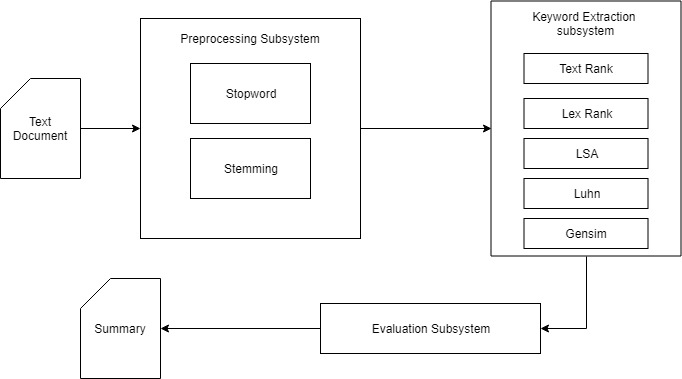 Text
Document
Preprocessing Subsystem
Stopword
Stemming
Keyword Extraction
subsystem
Text Rank
Lex Rank
LSA
Luhn
Gensim
Summary
Evaluation Subsystem